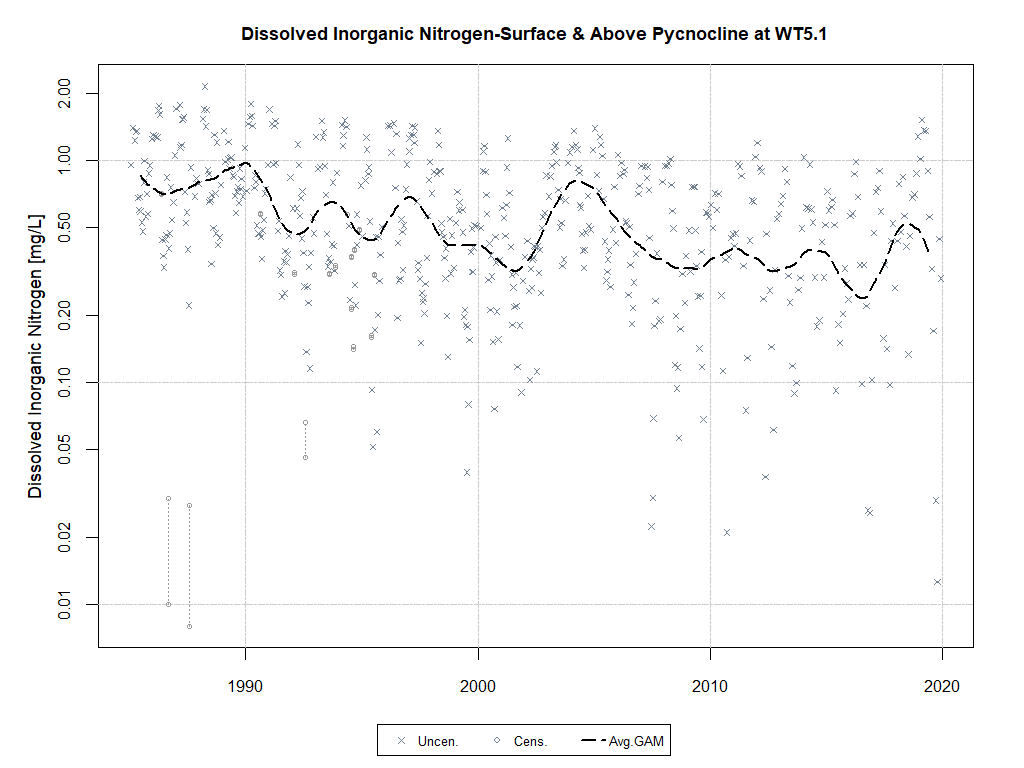 Dissolved Inorganic Nitrogen-Surface & Above Pycnocline at WT5.1
Dissolved Inorganic Nitrogen [mg/L]
2.00
1.00
0.50
0.20
0.10
0.05
0.02
0.01
1990 2000 2010 2020
Uncen. Cens. Avg.GAM